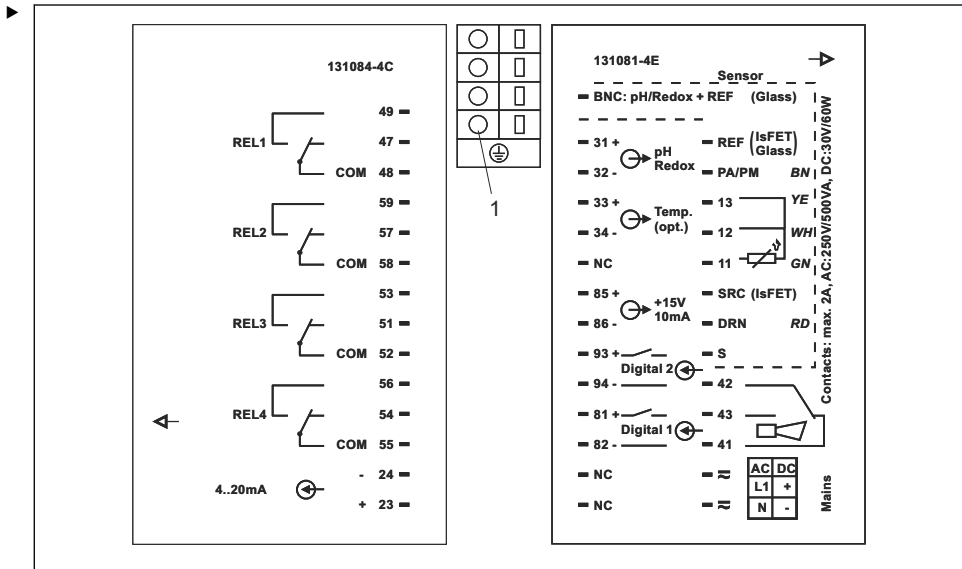 131084-4C
49
REL1 47
COM 48
59
REL2 57
COM 58
53
REL3 51
COM 52
56
REL4 54
COM 55
- 24
4..20mA
+ 23
1
131081-4E
Sensor
BNC: pH/Redox + REF (Glass)
31 + REF (IsFET Glass)
pH Redox
32 - PA/PM BN
33 + 13 YE
Temp. (opt.)
34 - 12 WH
NC 11 GN
85 + SRC (IsFET)
+15V 10mA
86 - DRN RD
93 + S
Digital 2
94 - 42
81 + 43
Digital 1
82 - 41
NC AC DC
L1 +
NC N -
Contacts: max. 2A, AC:250V/500VA, DC:30V/60W
Mains